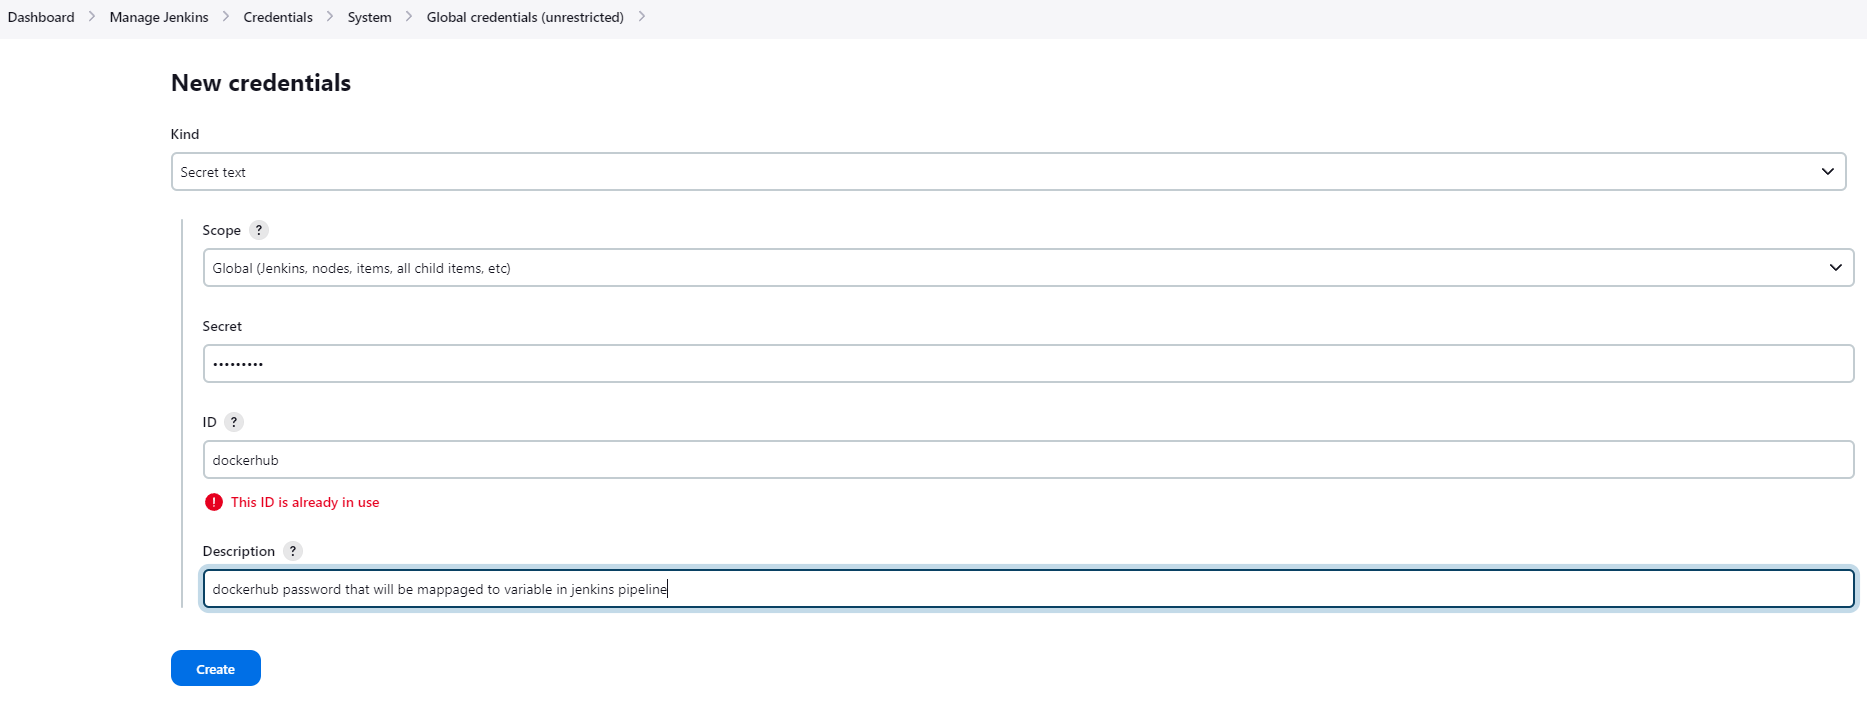 Dashboard > Manage Jenkins > Credentials > System > Global credentials (unrestricted) >
New credentials
Kind
Secret text
Scope ?
Global (Jenkins, nodes, items, all child items, etc)
Secret
•••••••••
ID ?
dockerhub
! This ID is already in use
Description ?
dockerhub password that will be mappaged to variable in jenkins pipeline
Create